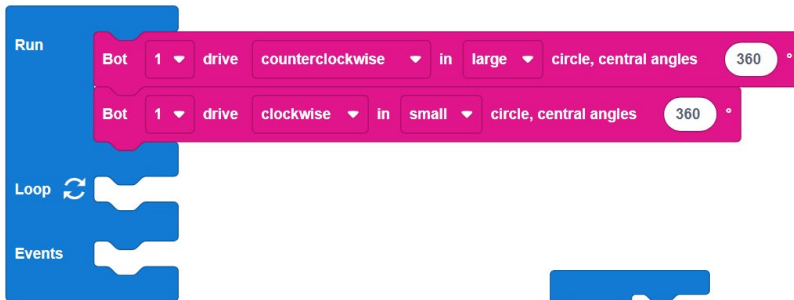 Run
Bot 1 drive counterclockwise in large circle, central angles 360 °
Bot 1 drive clockwise in small circle, central angles 360 °
Loop
Events